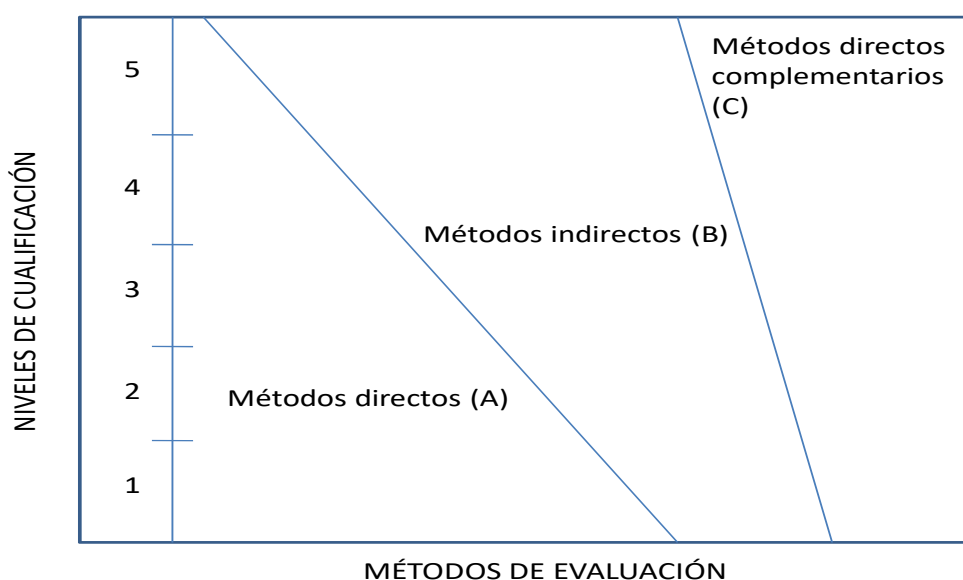 NIVELES DE CUALIFICACIÓN
5
4
3
2
1
Métodos directos
complementarios
(C)
Métodos indirectos (B)
Métodos directos (A)
MÉTODOS DE EVALUACIÓN